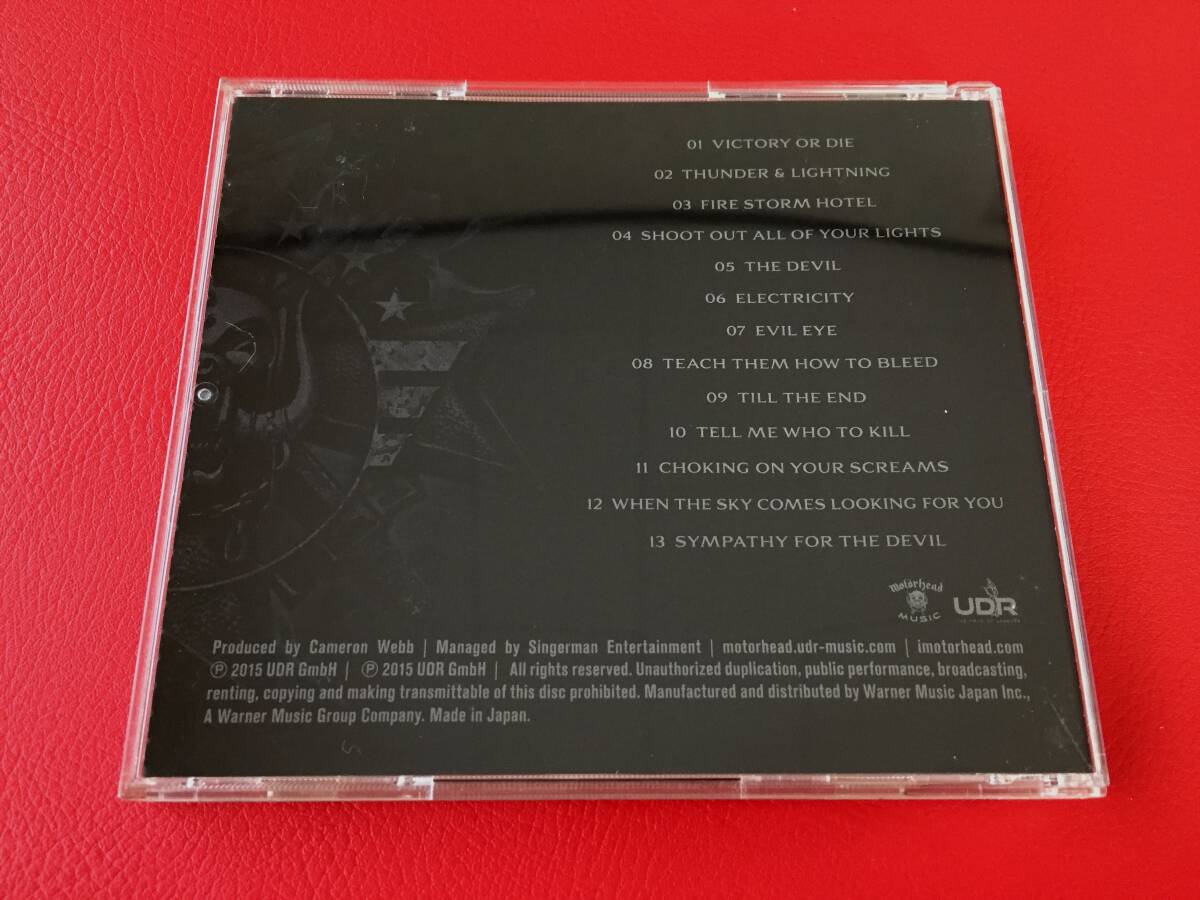 01 VICTORY OR DIE
02 THUNDER & LIGHTNING
03 FIRE STORM HOTEL
04 SHOOT OUT ALL OF YOUR LIGHTS
05 THE DEVIL
06 ELECTRICITY
07 EVIL EYE
08 TEACH THEM HOW TO BLEED
09 TILL THE END
10 TELL ME WHO TO KILL
11 CHOKING ON YOUR SCREAMS
12 WHEN THE SKY COMES LOOKING FOR YOU
13 SYMPATHY FOR THE DEVIL
motörhead
MUSIC
UDR
Produced by Cameron Webb | Managed by Singerman Entertainment | motorhead.udr-music.com | imotorhead.com
Ⓟ 2015 UDR GmbH | Ⓟ 2015 UDR GmbH | All rights reserved. Unauthorized duplication, public performance, broadcasting,
renting, copying and making transmittable of this disc prohibited. Manufactured and distributed by Warner Music Japan Inc.,
A Warner Music Group Company. Made in Japan.